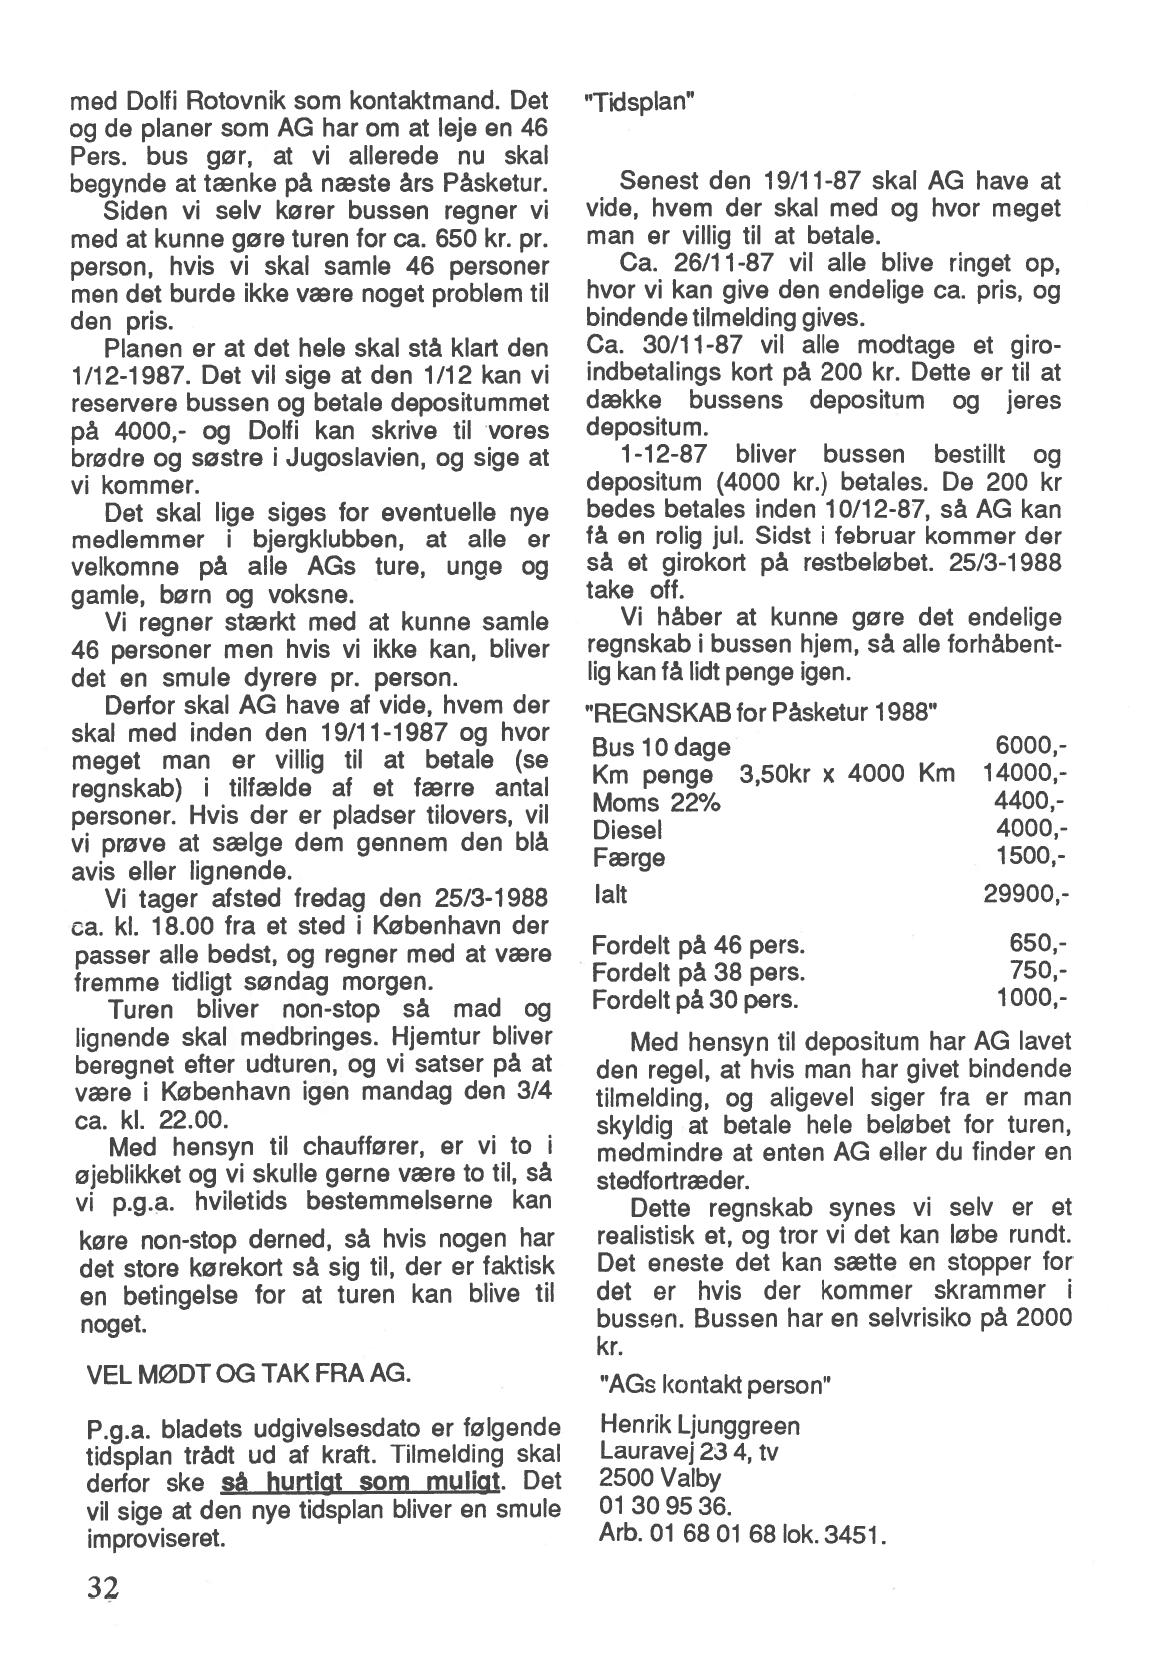 med Dolfi Rotovnik som kontaktmand. Det
og de planer som AG har om at leje en 46
Pers. bus gør, at vi allerede nu skal
begynde at tænke på næste års Påsketur.
Siden vi selv kører bussen regner vi
med at kunne gøre turen for ca. 650 kr. pr.
person, hvis vi skal samle 46 personer
men det burde ikke være noget problem til
den pris.
Planen er at det hele skal stå klart den
1/12-1987. Det vil sige at den 1/12 kan vi
reservere bussen og betale depositummet
på 4000,- og Dolfi kan skrive til vores
brødre og søstre i Jugoslavien, og sige at
vi kommer.
Det skal lige siges for eventuelle nye
medlemmer i bjergklubben, at alle er
velkomne på alle AGs ture, unge og
gamle, børn og voksne.
Vi regner stærkt med at kunne samle
46 personer men hvis vi ikke kan, bliver
det en smule dyrere pr. person.
Derfor skal AG have af vide, hvem der
skal med inden den 19/11-1987 og hvor
meget man er villig til at betale (se
regnskab) i tilfælde af et færre antal
personer. Hvis der er pladser tilovers, vil
vi prøve at sælge dem gennem den blå
avis eller lignende.
Vi tager afsted fredag den 25/3-1988
ca. kl. 18.00 fra et sted i København der
passer alle bedst, og regner med at være
fremme tidligt søndag morgen.
Turen bliver non-stop så mad og
lignende skal medbringes. Hjemtur bliver
beregnet efter udturen, og vi satser på at
være i København igen mandag den 3/4
ca. kl. 22.00.
Med hensyn til chauffører, er vi to i
øjeblikket og vi skulle gerne være to til, så
vi p.g.a. hviletids bestemmelserne kan
køre non-stop derned, så hvis nogen har
det store kørekort så sig til, der er faktisk
en betingelse for at turen kan blive til
noget.
VEL MØDT OG TAK FRA AG.
P.g.a. bladets udgivelsesdato er følgende
tidsplan trådt ud af kraft. Tilmelding skal
derfor ske så hurtigt som muligt. Det
vil sige at den nye tidsplan bliver en smule
improviseret.
32
"Tidsplan"
Senest den 19/11-87 skal AG have at
vide, hvem der skal med og hvor meget
man er villig til at betale.
Ca. 26/11-87 vil alle blive ringet op,
hvor vi kan give den endelige ca. pris, og
bindende tilmelding gives.
Ca. 30/11-87 vil alle modtage et giro-
indbetalings kort på 200 kr. Dette er til at
dække bussens depositum og jeres
depositum.
1-12-87 bliver bussen bestillt og
depositum (4000 kr.) betales. De 200 kr
bedes betales inden 10/12-87, så AG kan
få en rolig jul. Sidst i februar kommer der
så et girokort på restbeløbet. 25/3-1988
take off.
Vi håber at kunne gøre det endelige
regnskab i bussen hjem, så alle forhåbent-
lig kan få lidt penge igen.
"REGNSKAB for Påsketur 1988"
Bus 10 dage 6000,-
Km penge 3,50kr x 4000 Km 14000,-
Moms 22% 4400,-
Diesel 4000,-
Færge 1500,-
Ialt 29900,-
Fordelt på 46 pers. 650,-
Fordelt på 38 pers. 750,-
Fordelt på 30 pers. 1000,-
Med hensyn til depositum har AG lavet
den regel, at hvis man har givet bindende
tilmelding, og aligevel siger fra er man
skyldig at betale hele beløbet for turen,
medmindre at enten AG eller du finder en
stedfortræder.
Dette regnskab synes vi selv er et
realistisk et, og tror vi det kan løbe rundt.
Det eneste det kan sætte en stopper for
det er hvis der kommer skrammer i
bussen. Bussen har en selvrisiko på 2000
kr.
"AGs kontakt person"
Henrik Ljunggreen
Lauravej 23 4, tv
2500 Valby
01 30 95 36.
Arb. 01 68 01 68 lok. 3451.